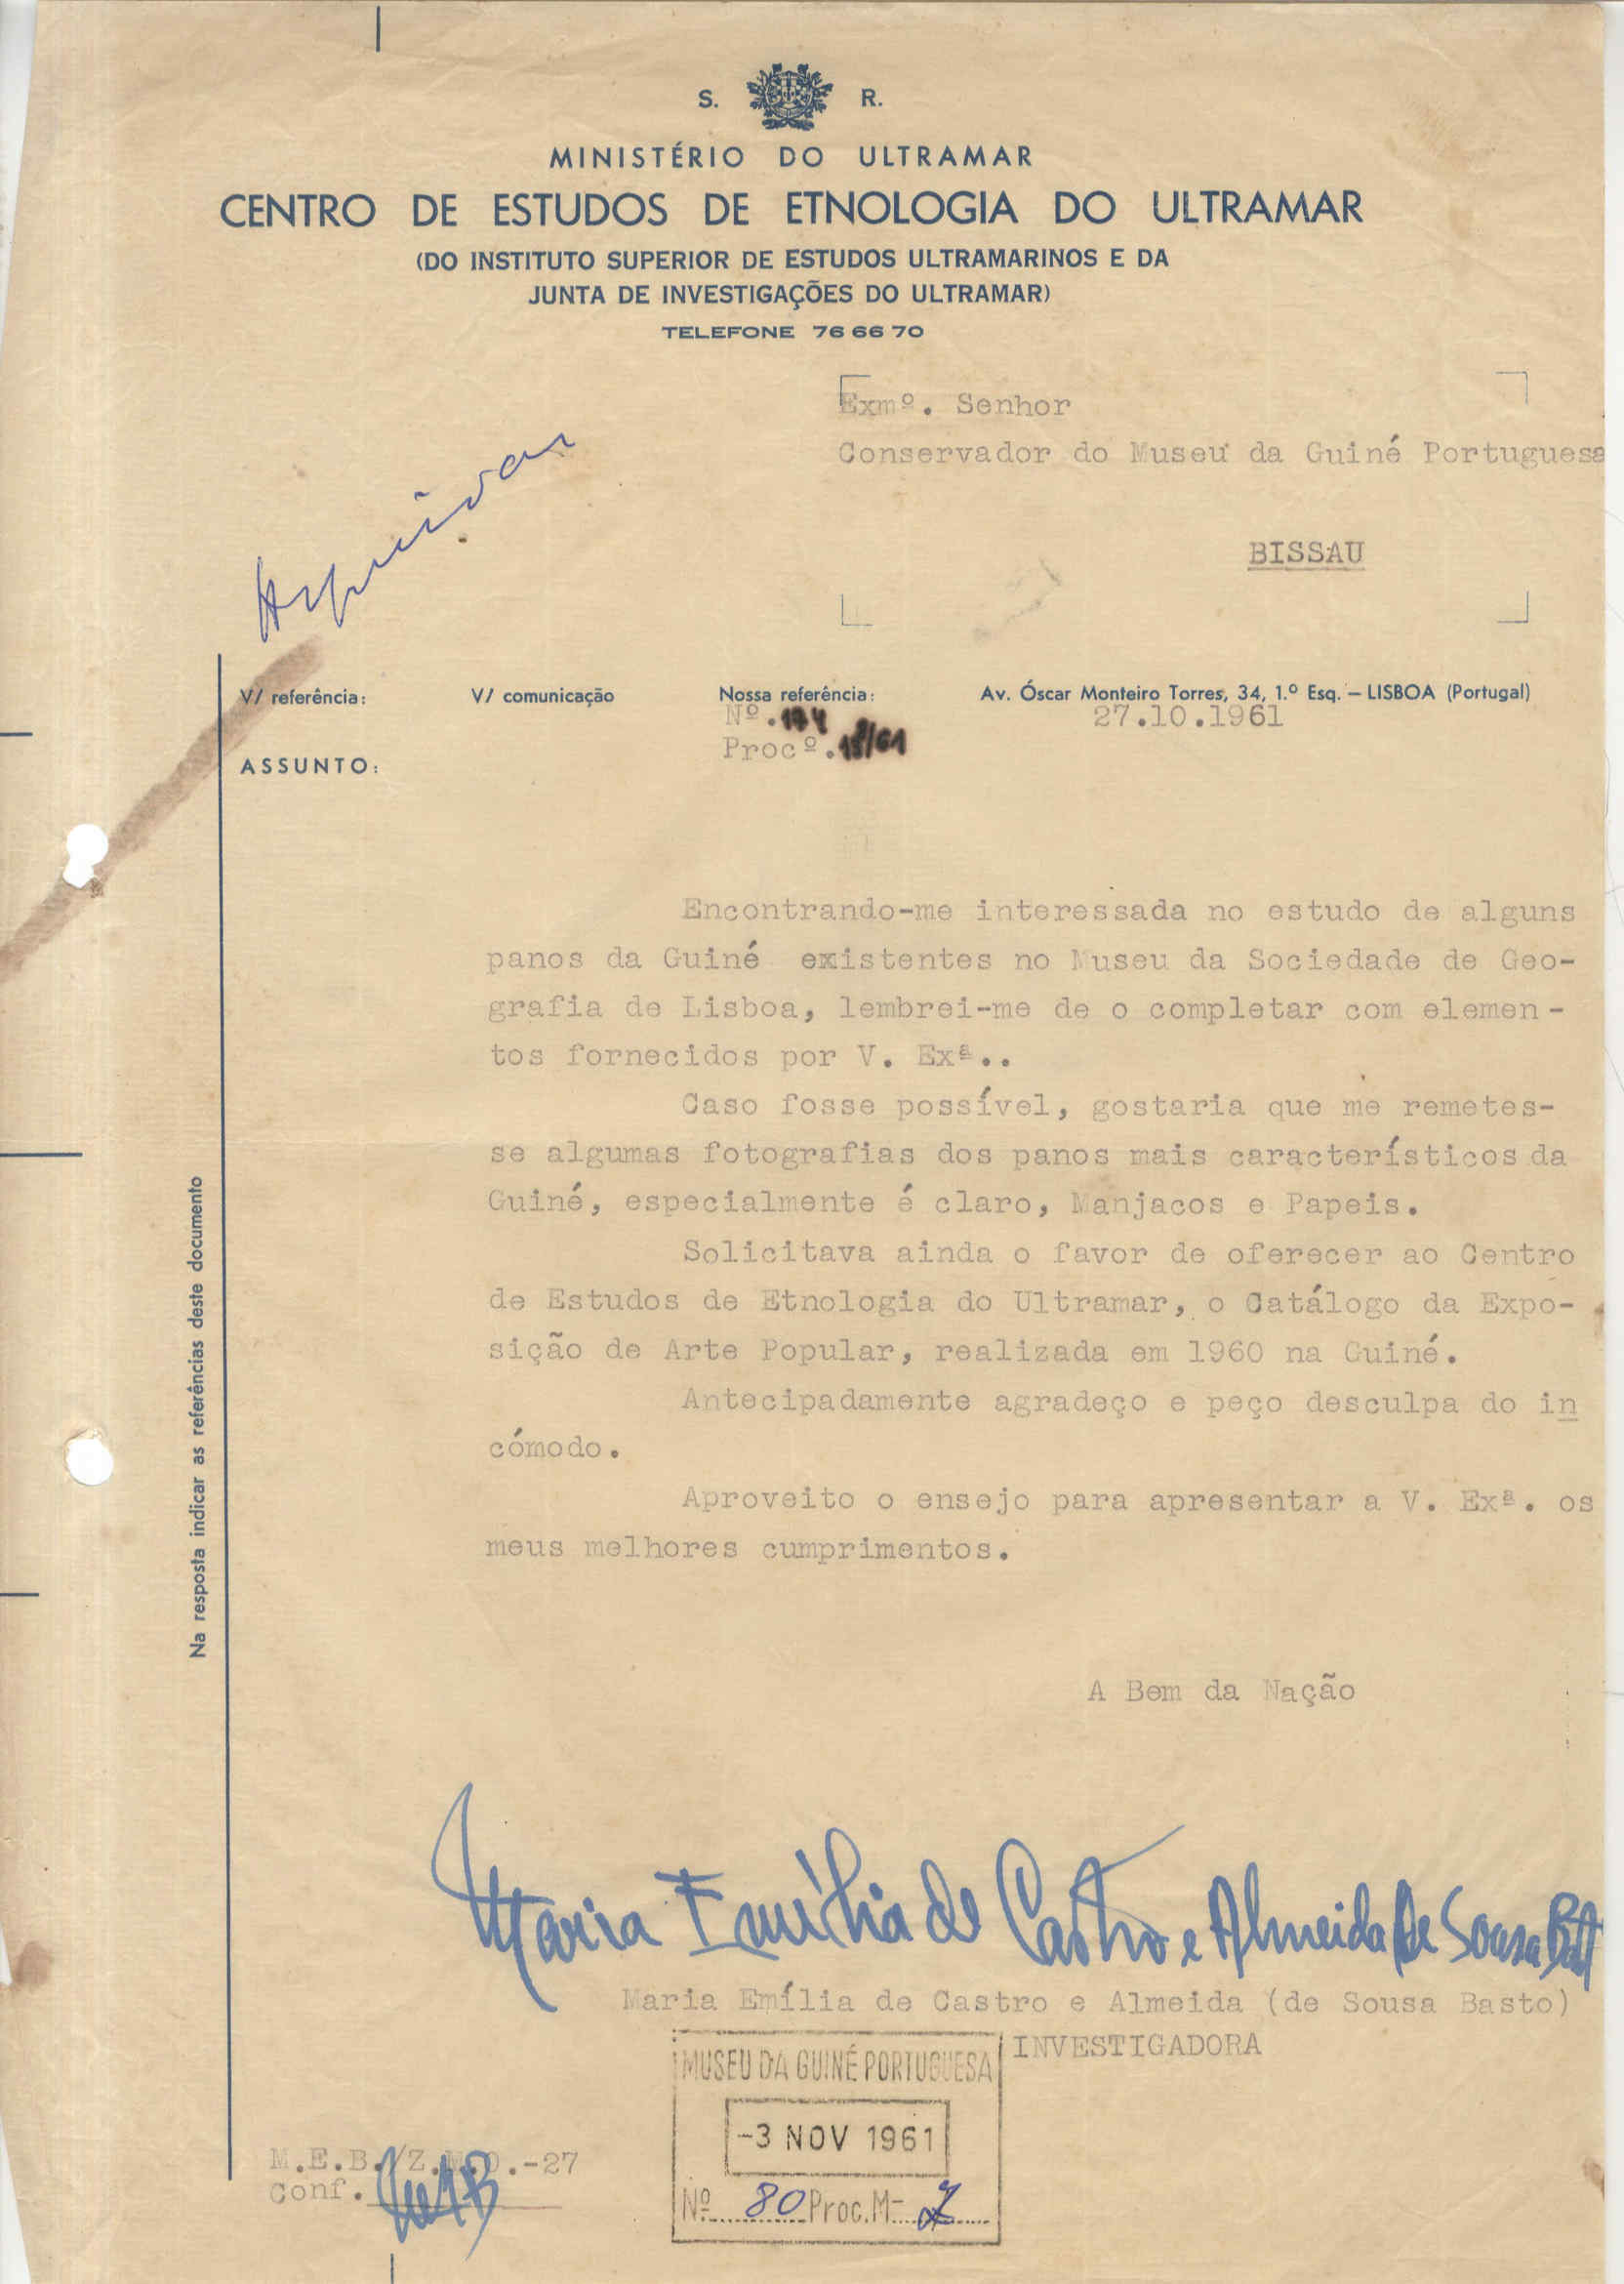 S. R.
MINISTÉRIO DO ULTRAMAR
CENTRO DE ESTUDOS DE ETNOLOGIA DO ULTRAMAR
(DO INSTITUTO SUPERIOR DE ESTUDOS ULTRAMARINOS E DA
JUNTA DE INVESTIGAÇÕES DO ULTRAMAR)
TELEFONE 76 66 70
Exmº. Senhor
Conservador do Museu da Guiné Portuguesa
BISSAU
Arquivar
V/ referência: V/ comunicação Nossa referência: Av. Óscar Monteiro Torres, 34, 1.º Esq. – LISBOA (Portugal)
Nº.174 27.10.1961
Procº.18/61
ASSUNTO:
Encontrando-me interessada no estudo de alguns
panos da Guiné existentes no Museu da Sociedade de Geo-
grafia de Lisboa, lembrei-me de o completar com elemen-
tos fornecidos por V. Exª..
Caso fosse possível, gostaria que me remetes-
se algumas fotografias dos panos mais característicos da
Guiné, especialmente é claro, Manjacos e Papeis.
Solicitava ainda o favor de oferecer ao Centro
de Estudos de Etnologia do Ultramar, o Catálogo da Expo-
sição de Arte Popular, realizada em 1960 na Guiné.
Antecipadamente agradeço e peço desculpa do in
cómodo.
Aproveito o ensejo para apresentar a V. Exª. os
meus melhores cumprimentos.
A Bem da Nação
Maria Emília de Castro e Almeida de Sousa Basto
Maria Emília de Castro e Almeida (de Sousa Basto)
INVESTIGADORA
MUSEU DA GUINÉ PORTUGUESA
-3 NOV 1961
Nº 80 Proc. M- 7
M.E.B./Z.M.O.-27
Conf.
Na resposta indicar as referências deste documento